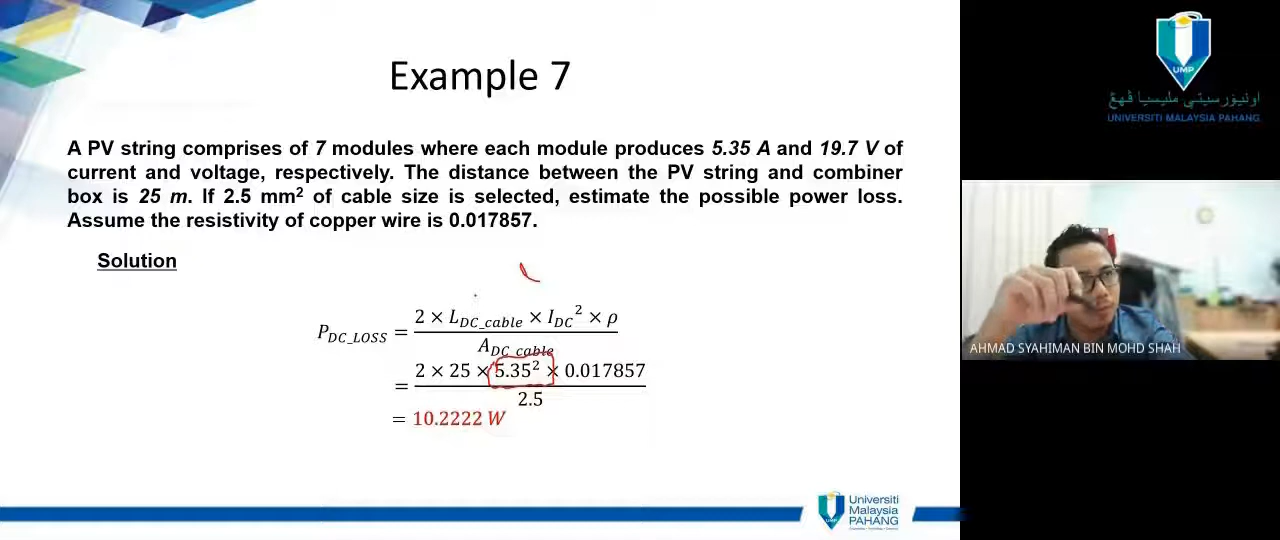 Example 7
A PV string comprises of 7 modules where each module produces 5.35 A and 19.7 V of
current and voltage, respectively. The distance between the PV string and combiner
box is 25 m. If 2.5 mm² of cable size is selected, estimate the possible power loss.
Assume the resistivity of copper wire is 0.017857.
Solution
P_DC_LOSS = (2 × L_DC_cable × I_DC² × ρ) / A_DC_cable
= (2 × 25 × 5.35² × 0.017857) / 2.5
= 10.2222 W
Universiti
Malaysia
PAHANG
UMP
اونيۏرسيتي مليسيا ڤهڠ
UNIVERSITI MALAYSIA PAHANG
AHMAD SYAHIMAN BIN MOHD SHAH